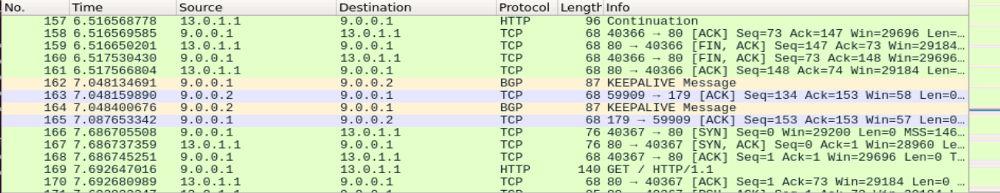 No. Time Source Destination Protocol Length Info
157 6.516568778 13.0.1.1 9.0.0.1 HTTP 96 Continuation
158 6.516569585 9.0.0.1 13.0.1.1 TCP 68 40366 → 80 [ACK] Seq=73 Ack=147 Win=29696 Len=…
159 6.516650201 13.0.1.1 9.0.0.1 TCP 68 80 → 40366 [FIN, ACK] Seq=147 Ack=73 Win=29184…
160 6.517530430 9.0.0.1 13.0.1.1 TCP 68 40366 → 80 [FIN, ACK] Seq=73 Ack=148 Win=29696…
161 6.517566804 13.0.1.1 9.0.0.1 TCP 68 80 → 40366 [ACK] Seq=148 Ack=74 Win=29184 Len=…
162 7.048134691 9.0.0.1 9.0.0.2 BGP 87 KEEPALIVE Message
163 7.048159890 9.0.0.2 9.0.0.1 TCP 68 59909 → 179 [ACK] Seq=134 Ack=153 Win=58 Len=0…
164 7.048400676 9.0.0.2 9.0.0.1 BGP 87 KEEPALIVE Message
165 7.087653342 9.0.0.1 9.0.0.2 TCP 68 179 → 59909 [ACK] Seq=153 Ack=153 Win=57 Len=0…
166 7.686705508 9.0.0.1 13.0.1.1 TCP 76 40367 → 80 [SYN] Seq=0 Win=29200 Len=0 MSS=146…
167 7.686737359 13.0.1.1 9.0.0.1 TCP 76 80 → 40367 [SYN, ACK] Seq=0 Ack=1 Win=28960 Le…
168 7.686745251 9.0.0.1 13.0.1.1 TCP 68 40367 → 80 [ACK] Seq=1 Ack=1 Win=29696 Len=0 T…
169 7.692647016 9.0.0.1 13.0.1.1 HTTP 140 GET / HTTP/1.1
170 7.692680989 13.0.1.1 9.0.0.1 TCP 68 80 → 40367 [ACK] Seq=1 Ack=73 Win=29184 Len=0 …